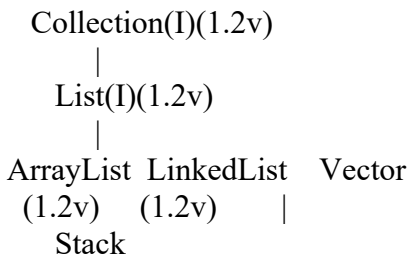 Collection(I)(1.2v)
|
List(I)(1.2v)
|
ArrayList LinkedList Vector
(1.2v) (1.2v) |
Stack